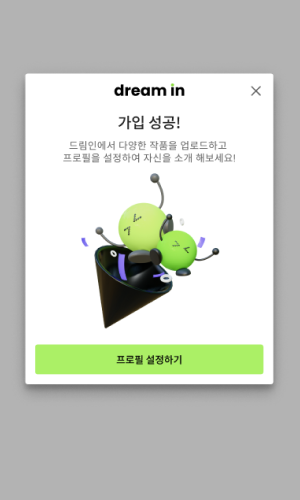 dream in
가입 성공!
드림인에서 다양한 작품을 업로드하고
프로필을 설정하여 자신을 소개 해보세요!
프로필 설정하기